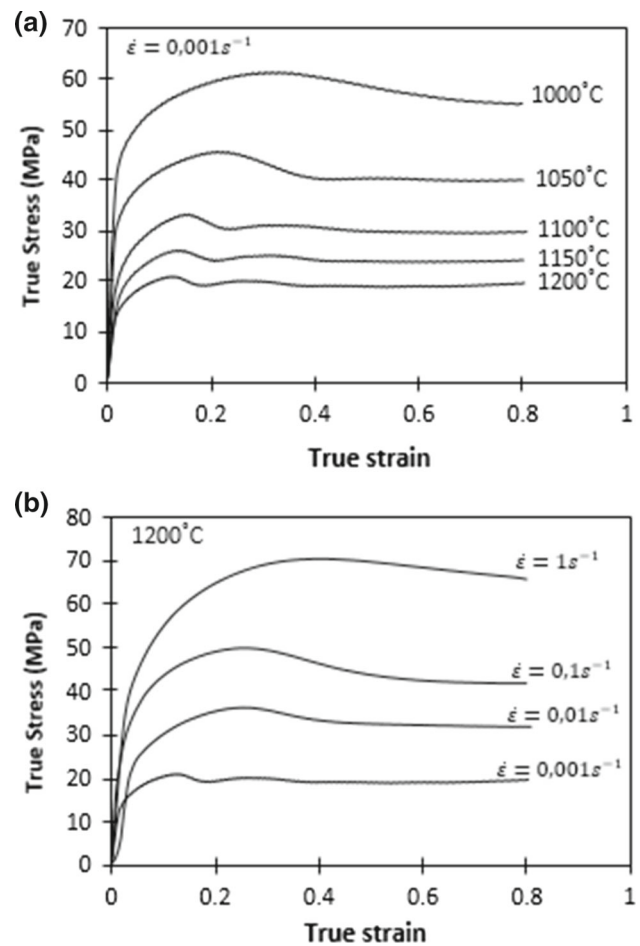 (a)
70
60
50
40
30
20
10
0
True Stress (MPa)
ε̇ = 0,001s⁻¹
1000°C
1050°C
1100°C
1150°C
1200°C
0 0.2 0.4 0.6 0.8 1
True strain
(b)
80
70
60
50
40
30
20
10
0
True Stress (MPa)
1200°C
ε̇ = 1s⁻¹
ε̇ = 0,1s⁻¹
ε̇ = 0,01s⁻¹
ε̇ = 0,001s⁻¹
0 0.2 0.4 0.6 0.8 1
True strain